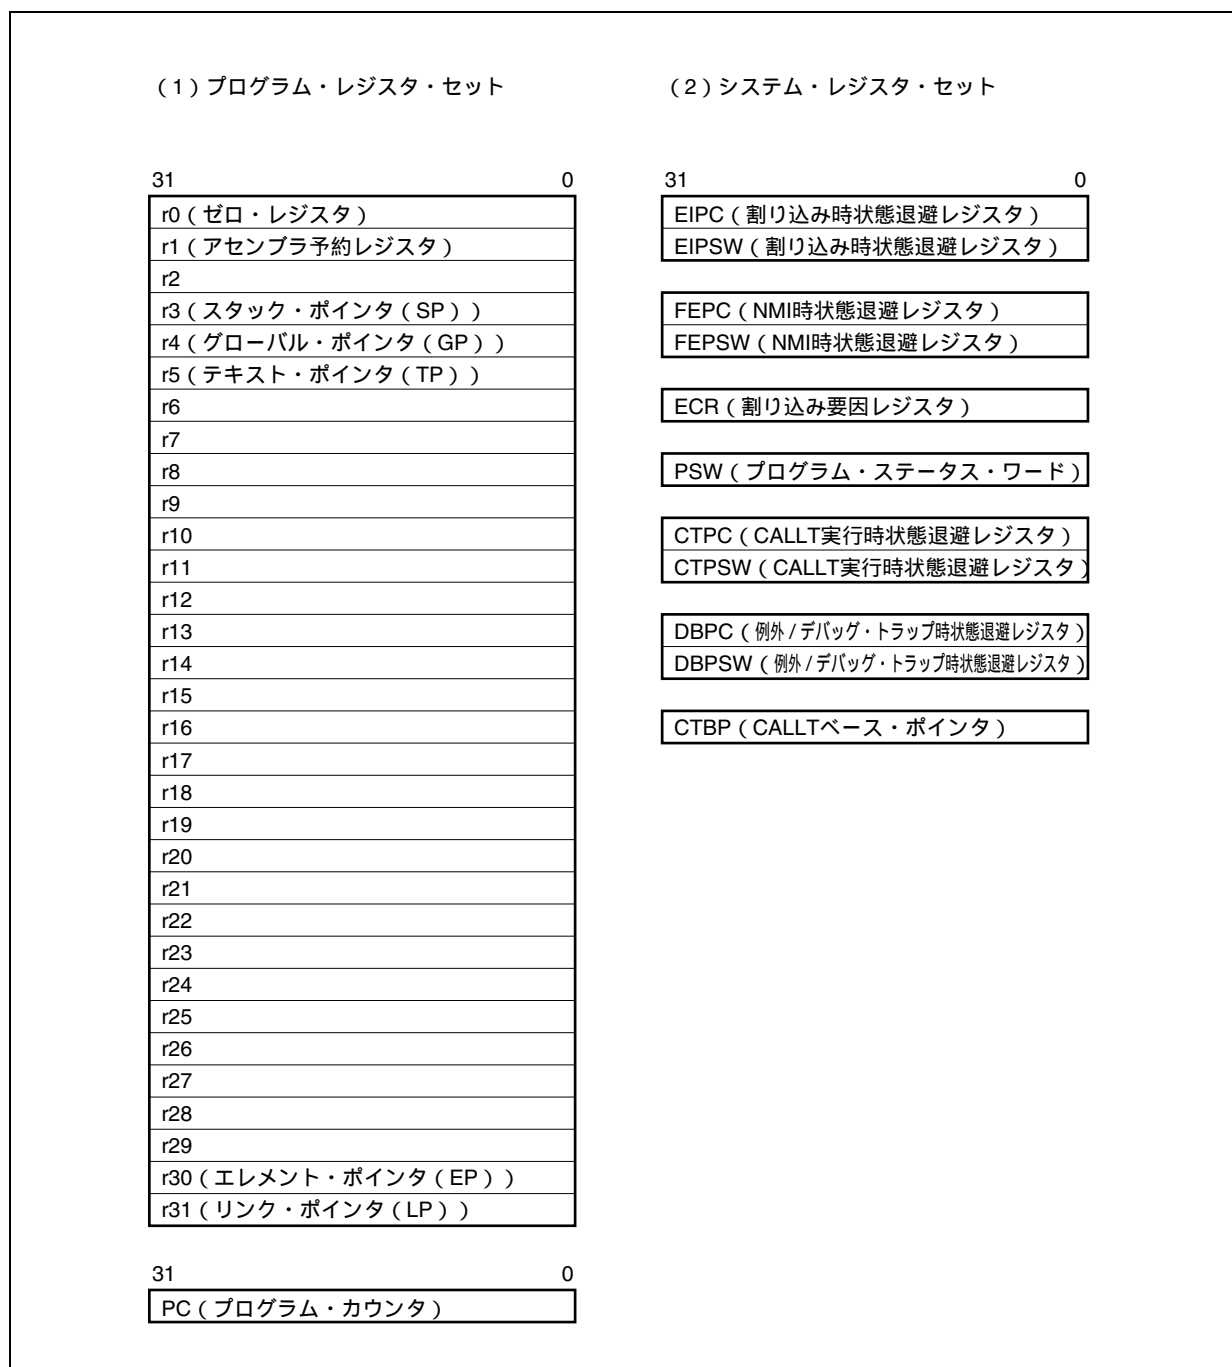 （1）プログラム・レジスタ・セット
31 0
r0（ゼロ・レジスタ）
r1（アセンブラ予約レジスタ）
r2
r3（スタック・ポインタ（SP））
r4（グローバル・ポインタ（GP））
r5（テキスト・ポインタ（TP））
r6
r7
r8
r9
r10
r11
r12
r13
r14
r15
r16
r17
r18
r19
r20
r21
r22
r23
r24
r25
r26
r27
r28
r29
r30（エレメント・ポインタ（EP））
r31（リンク・ポインタ（LP））
31 0
PC（プログラム・カウンタ）
（2）システム・レジスタ・セット
31 0
EIPC（割り込み時状態退避レジスタ）
EIPSW（割り込み時状態退避レジスタ）
FEPC（NMI時状態退避レジスタ）
FEPSW（NMI時状態退避レジスタ）
ECR（割り込み要因レジスタ）
PSW（プログラム・ステータス・ワード）
CTPC（CALLT実行時状態退避レジスタ）
CTPSW（CALLT実行時状態退避レジスタ）
DBPC（例外/デバッグ・トラップ時状態退避レジスタ）
DBPSW（例外/デバッグ・トラップ時状態退避レジスタ）
CTBP（CALLTベース・ポインタ）